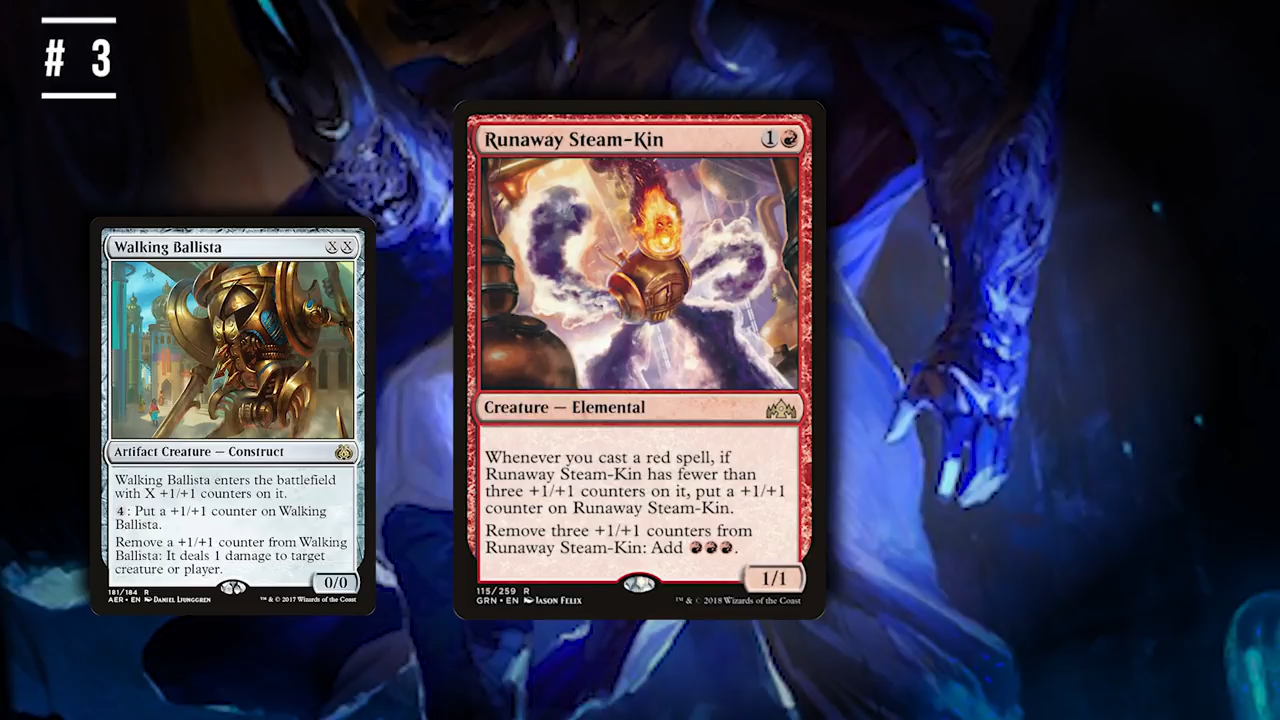 # 3
Walking Ballista XX
Artifact Creature — Construct
Walking Ballista enters the battlefield
with X +1/+1 counters on it.
4: Put a +1/+1 counter on Walking
Ballista.
Remove a +1/+1 counter from Walking
Ballista: It deals 1 damage to target
creature or player.
0/0
181/184 R
AER • EN Daniel Ljunggren
™ & © 2017 Wizards of the Coast
Runaway Steam-Kin 1
Creature — Elemental
Whenever you cast a red spell, if
Runaway Steam-Kin has fewer than
three +1/+1 counters on it, put a +1/+1
counter on Runaway Steam-Kin.
Remove three +1/+1 counters from
Runaway Steam-Kin: Add .
1/1
115/259 R
GRN • EN Jason Felix
™ & © 2018 Wizards of the Coast